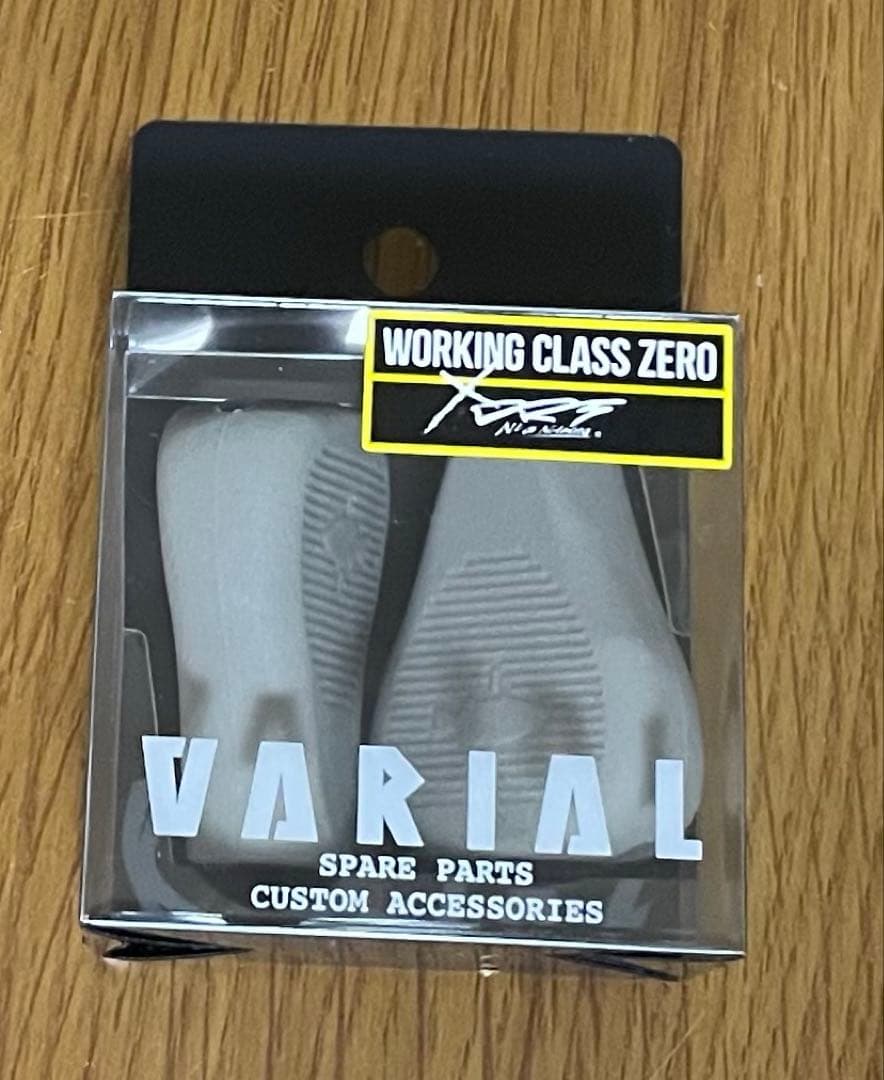 WORKING CLASS ZERO
VARIAL
SPARE PARTS
CUSTOM ACCESSORIES